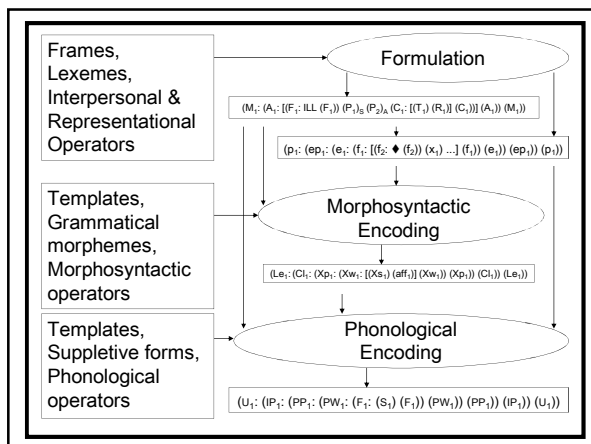 Frames,
Lexemes,
Interpersonal &
Representational
Operators
Formulation
(M₁: (A₁: [(F₁: ILL (F₁)) (P₁)S (P₂)A (C₁: [(T₁) (R₁)] (C₁))] (A₁)) (M₁))
(p₁: (ep₁: (e₁: (f₁: [(f₂: ♦ (f₂)) (x₁) ...] (f₁)) (e₁)) (ep₁)) (p₁))
Templates,
Grammatical
morphemes,
Morphosyntactic
operators
Morphosyntactic
Encoding
(Le₁: (Cl₁: (Xp₁: (Xw₁: [(Xs₁) (aff₁)] (Xw₁)) (Xp₁)) (Cl₁)) (Le₁))
Templates,
Suppletive forms,
Phonological
operators
Phonological
Encoding
(U₁: (IP₁: (PP₁: (PW₁: (F₁: (S₁) (F₁)) (PW₁)) (PP₁)) (IP₁)) (U₁))